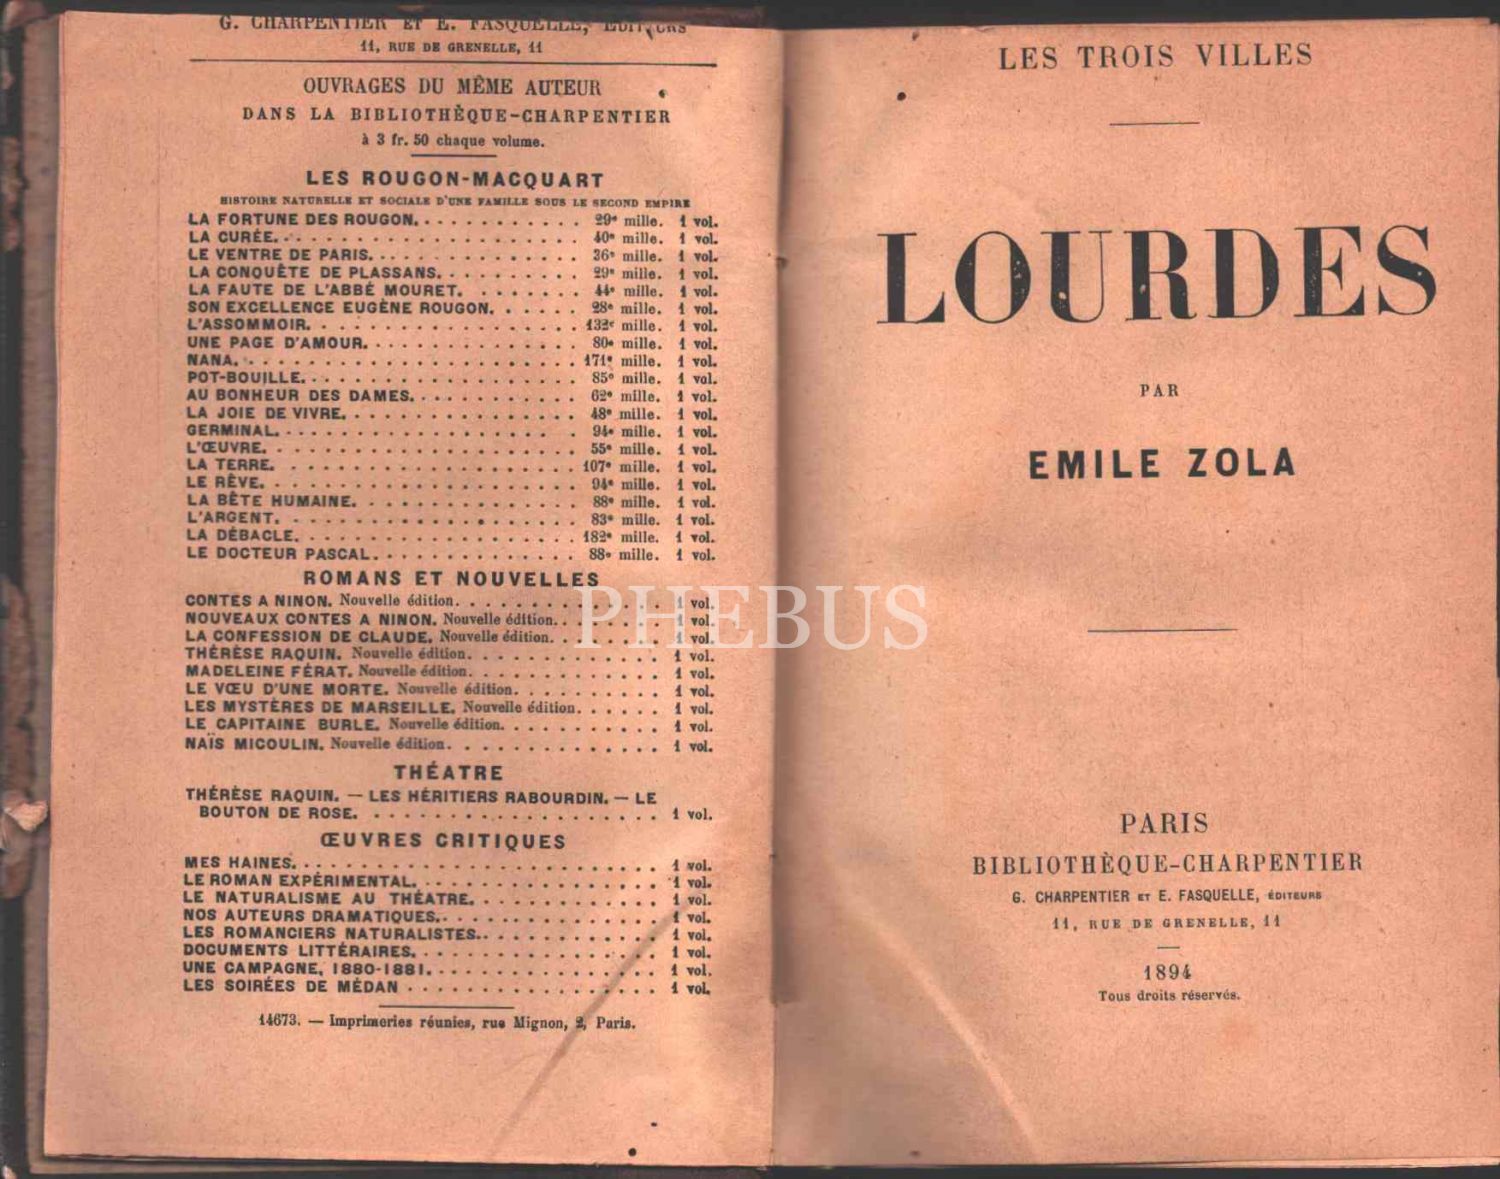 G. CHARPENTIER ET E. FASQUELLE, ÉDITEURS
11, RUE DE GRENELLE, 11
OUVRAGES DU MÊME AUTEUR
DANS LA BIBLIOTHÈQUE-CHARPENTIER
à 3 fr. 50 chaque volume.
LES ROUGON-MACQUART
HISTOIRE NATURELLE ET SOCIALE D'UNE FAMILLE SOUS LE SECOND EMPIRE
LA FORTUNE DES ROUGON. . . . . . . . . . . 29e mille. 1 vol.
LA CURÉE. . . . . . . . . . . . . . . . . . 40e mille. 1 vol.
LE VENTRE DE PARIS. . . . . . . . . . . . . 36e mille. 1 vol.
LA CONQUÊTE DE PLASSANS. . . . . . . . . 29e mille. 1 vol.
LA FAUTE DE L'ABBÉ MOURET. . . . . . . . 44e mille. 1 vol.
SON EXCELLENCE EUGÈNE ROUGON. . . . . . 28e mille. 1 vol.
L'ASSOMMOIR. . . . . . . . . . . . . . . . 132e mille. 1 vol.
UNE PAGE D'AMOUR. . . . . . . . . . . . . 80e mille. 1 vol.
NANA. . . . . . . . . . . . . . . . . . . . 171e mille. 1 vol.
POT-BOUILLE. . . . . . . . . . . . . . . . 85e mille. 1 vol.
AU BONHEUR DES DAMES. . . . . . . . . . . 62e mille. 1 vol.
LA JOIE DE VIVRE. . . . . . . . . . . . . . 48e mille. 1 vol.
GERMINAL. . . . . . . . . . . . . . . . . . 94e mille. 1 vol.
L'ŒUVRE. . . . . . . . . . . . . . . . . . 55e mille. 1 vol.
LA TERRE. . . . . . . . . . . . . . . . . . 107e mille. 1 vol.
LE RÊVE. . . . . . . . . . . . . . . . . . 94e mille. 1 vol.
LA BÊTE HUMAINE. . . . . . . . . . . . . . 88e mille. 1 vol.
L'ARGENT. . . . . . . . . . . . . . . . . . 83e mille. 1 vol.
LA DÉBACLE. . . . . . . . . . . . . . . . . 182e mille. 1 vol.
LE DOCTEUR PASCAL. . . . . . . . . . . . . 88e mille. 1 vol.
ROMANS ET NOUVELLES
CONTES A NINON. Nouvelle édition. . . . . . . . . . . . . 1 vol.
NOUVEAUX CONTES A NINON. Nouvelle édition. . . . . . . 1 vol.
LA CONFESSION DE CLAUDE. Nouvelle édition. . . . . . . 1 vol.
THÉRÈSE RAQUIN. Nouvelle édition. . . . . . . . . . . . 1 vol.
MADELEINE FÉRAT. Nouvelle édition. . . . . . . . . . . . 1 vol.
LE VŒU D'UNE MORTE. Nouvelle édition. . . . . . . . . . 1 vol.
LES MYSTÈRES DE MARSEILLE. Nouvelle édition. . . . . . 1 vol.
LE CAPITAINE BURLE. Nouvelle édition. . . . . . . . . . 1 vol.
NAÏS MICOULIN. Nouvelle édition. . . . . . . . . . . . . 1 vol.
THÉATRE
THÉRÈSE RAQUIN. — LES HÉRITIERS RABOURDIN. — LE
BOUTON DE ROSE. . . . . . . . . . . . . . . . . . . 1 vol.
ŒUVRES CRITIQUES
MES HAINES. . . . . . . . . . . . . . . . . . . . . . . 1 vol.
LE ROMAN EXPÉRIMENTAL. . . . . . . . . . . . . . . . 1 vol.
LE NATURALISME AU THÉATRE. . . . . . . . . . . . . 1 vol.
NOS AUTEURS DRAMATIQUES. . . . . . . . . . . . . . 1 vol.
LES ROMANCIERS NATURALISTES. . . . . . . . . . . . 1 vol.
DOCUMENTS LITTÉRAIRES. . . . . . . . . . . . . . . . 1 vol.
UNE CAMPAGNE, 1880-1881. . . . . . . . . . . . . . . 1 vol.
LES SOIRÉES DE MÉDAN . . . . . . . . . . . . . . . . 1 vol.
14673. — Imprimeries réunies, rue Mignon, 2, Paris.
LES TROIS VILLES
LOURDES
PAR
EMILE ZOLA
PARIS
BIBLIOTHÈQUE-CHARPENTIER
G. CHARPENTIER ET E. FASQUELLE, ÉDITEURS
11, RUE DE GRENELLE, 11
1894
Tous droits réservés.
PHEBUS